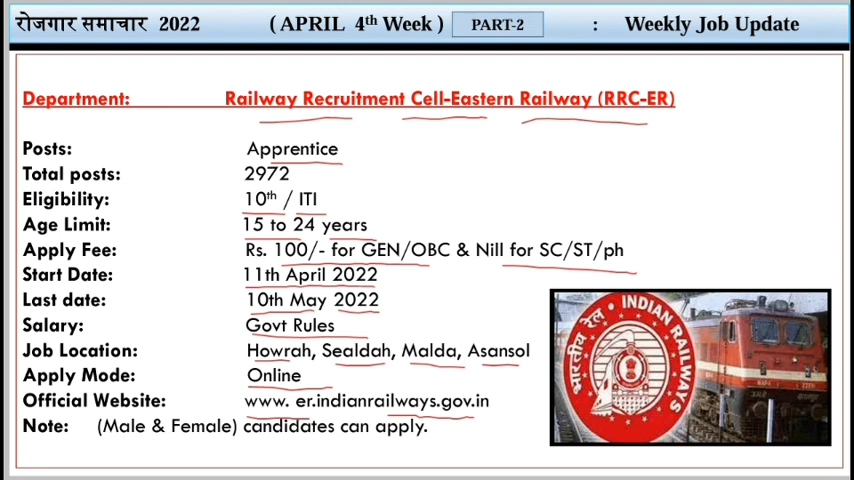 रोजगार समाचार 2022 ( APRIL 4th Week ) PART-2 : Weekly Job Update
Department: Railway Recruitment Cell-Eastern Railway (RRC-ER)
Posts: Apprentice
Total posts: 2972
Eligibility: 10th / ITI
Age Limit: 15 to 24 years
Apply Fee: Rs. 100/- for GEN/OBC & Nill for SC/ST/ph
Start Date: 11th April 2022
Last date: 10th May 2022
Salary: Govt Rules
Job Location: Howrah, Sealdah, Malda, Asansol
Apply Mode: Online
Official Website: www. er.indianrailways.gov.in
Note: (Male & Female) candidates can apply.
भारतीय रेल • INDIAN RAILWAYS